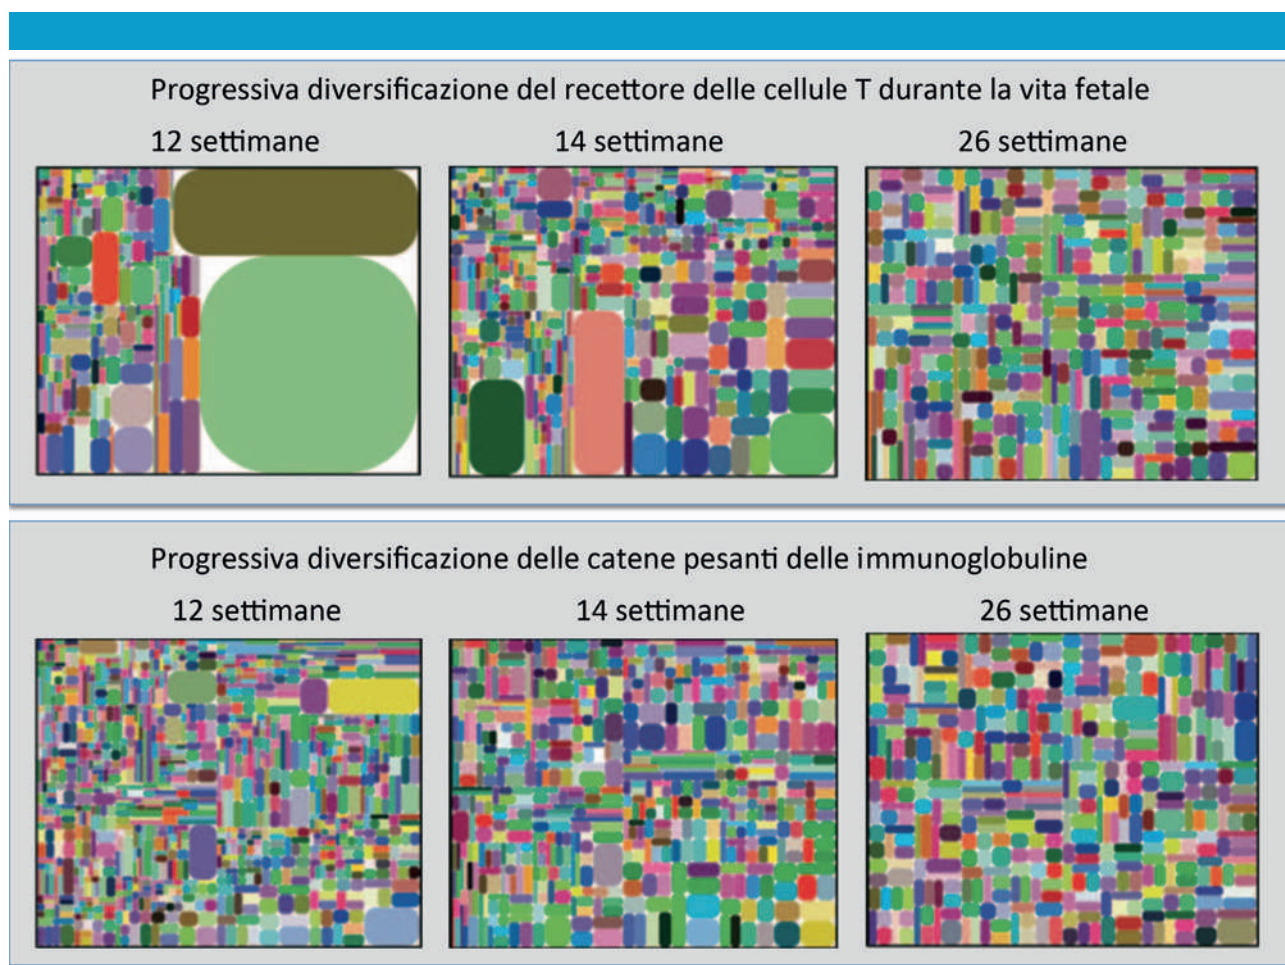 Progressiva diversificazione del recettore delle cellule T durante la vita fetale
12 settimane 14 settimane 26 settimane
Progressiva diversificazione delle catene pesanti delle immunoglobuline
12 settimane 14 settimane 26 settimane